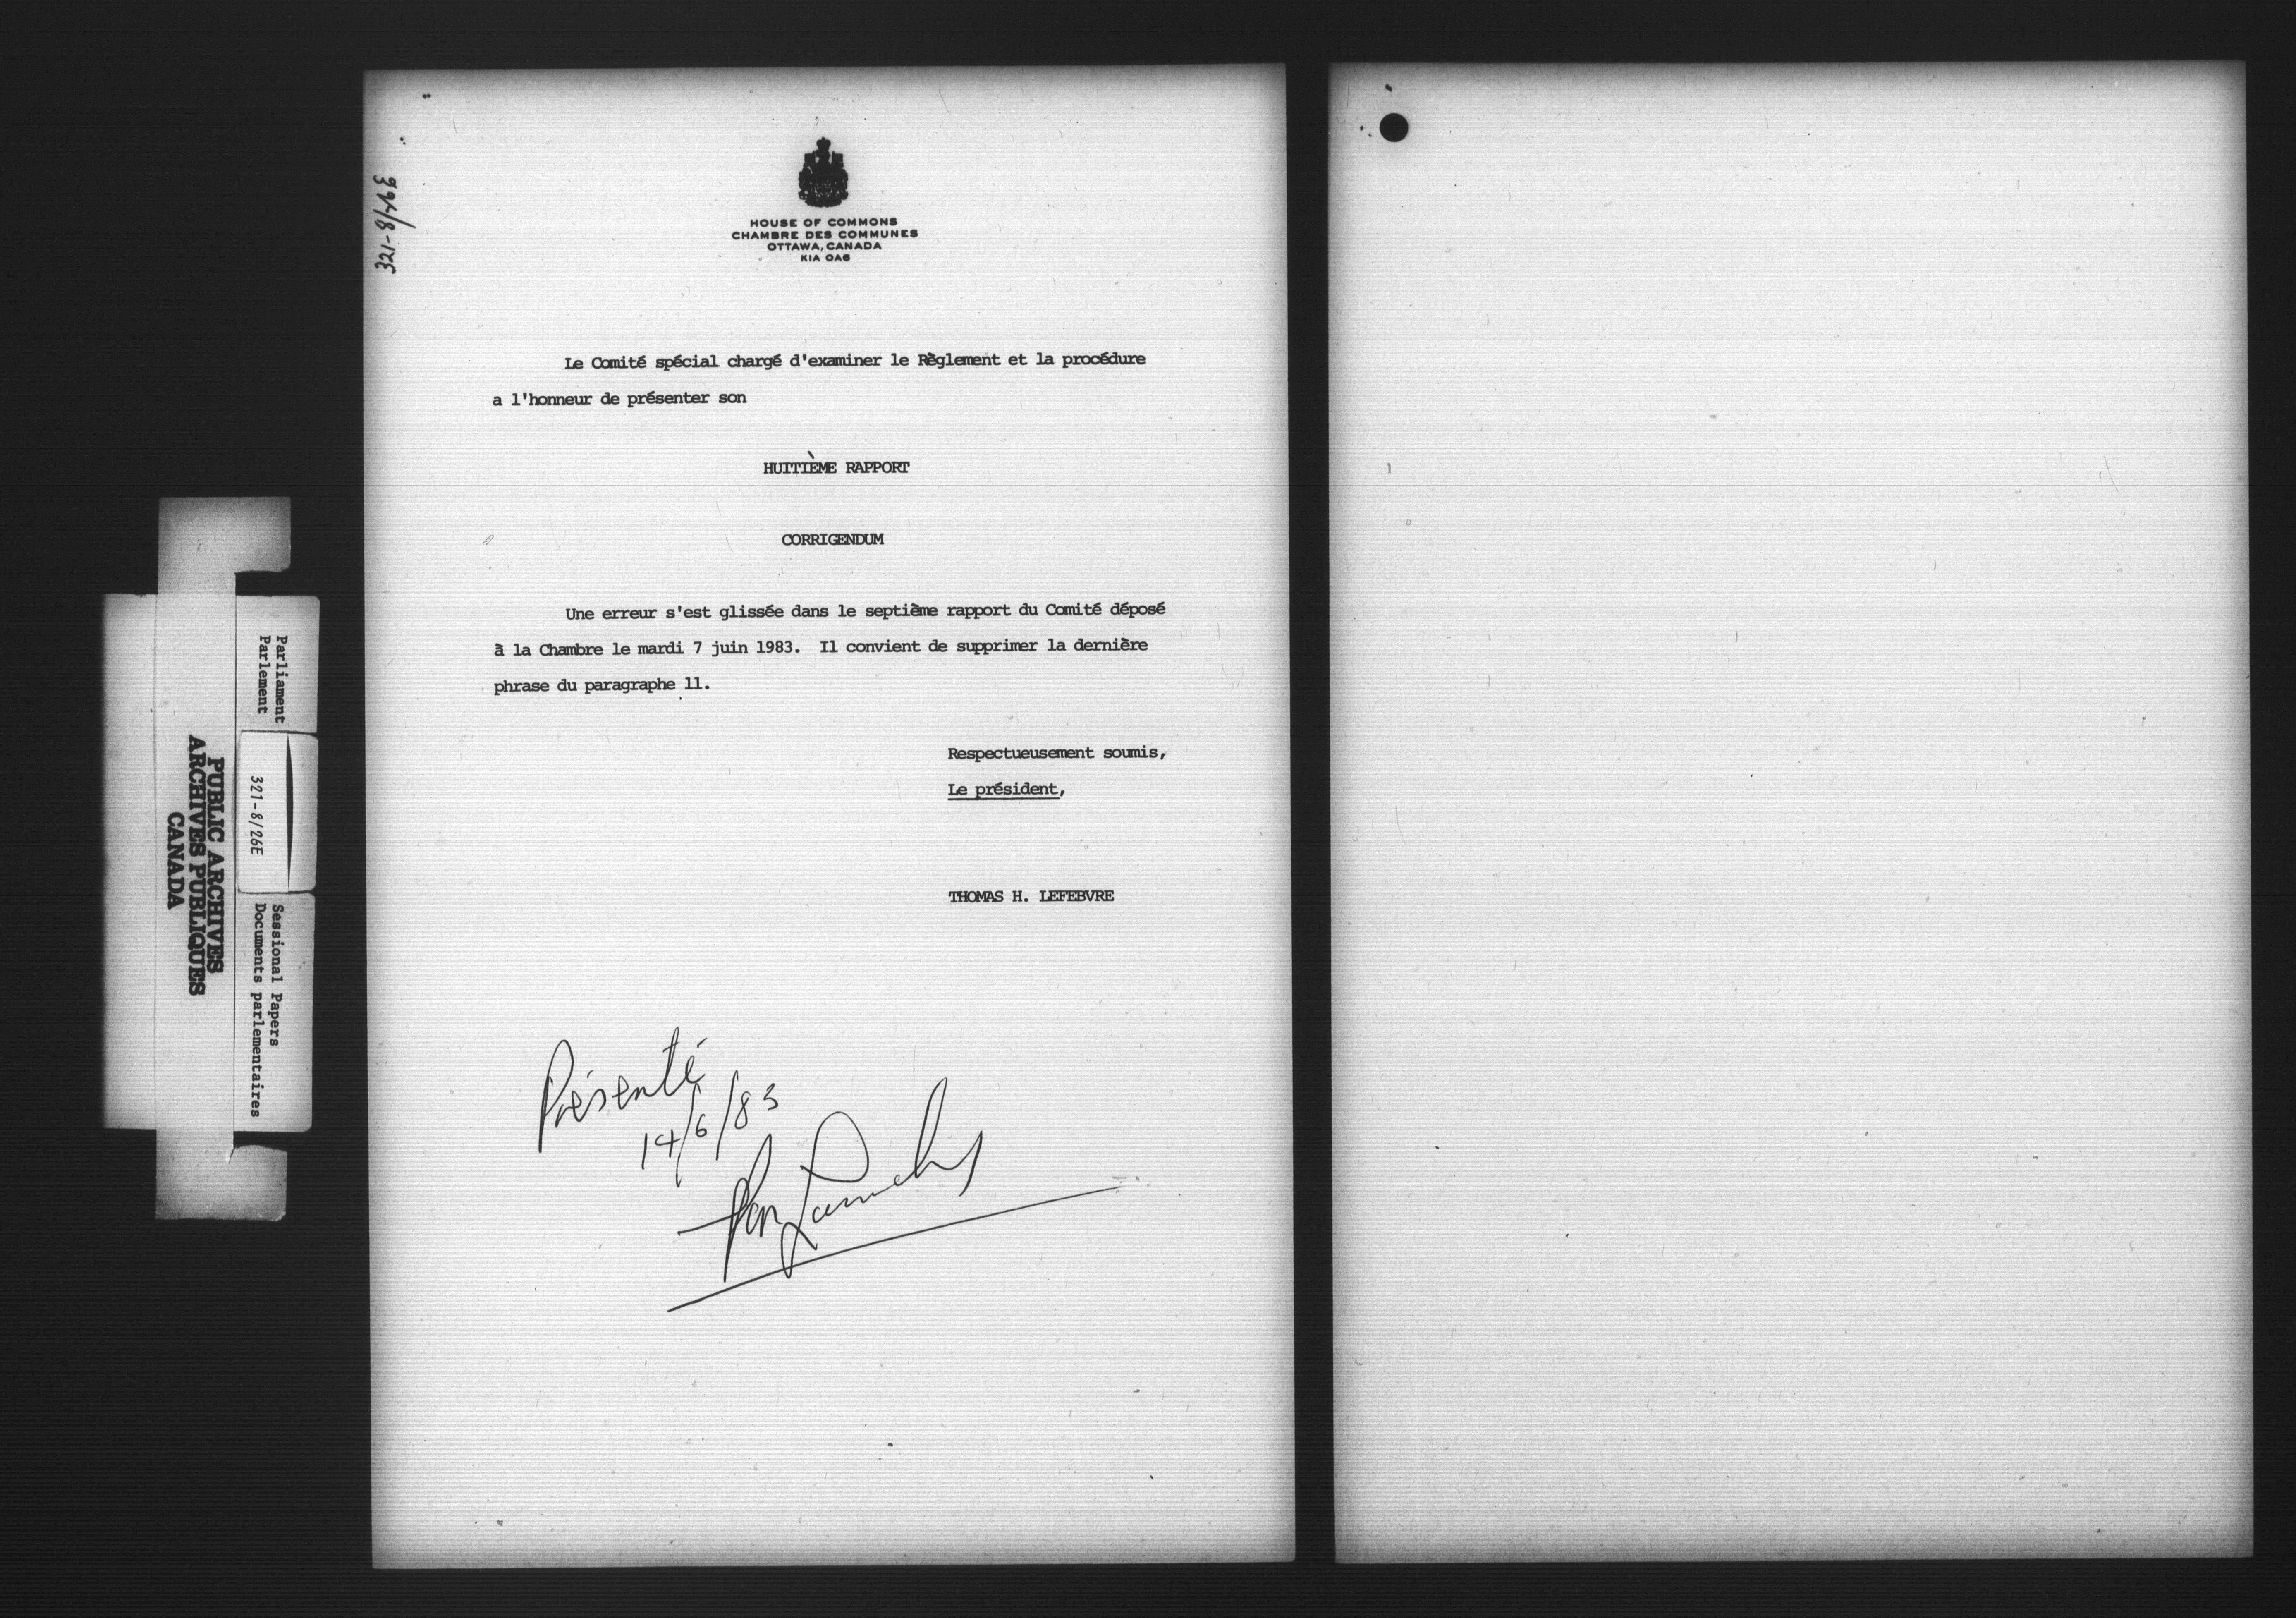 PUBLIC ARCHIVES
ARCHIVES PUBLIQUES
CANADA
Parliament
Parlement
321-8/26E
Sessional Papers
Documents parlementaires
HOUSE OF COMMONS
CHAMBRE DES COMMUNES
OTTAWA, CANADA
K1A 0A6
Le Comité spécial chargé d'examiner le Règlement et la procédure
a l'honneur de présenter son
HUITIÈME RAPPORT
CORRIGENDUM
Une erreur s'est glissée dans le septième rapport du Comité déposé
à la Chambre le mardi 7 juin 1983. Il convient de supprimer la dernière
phrase du paragraphe 11.
Respectueusement soumis,
Le président,
THOMAS H. LEFEBVRE
Présenté
14/6/83